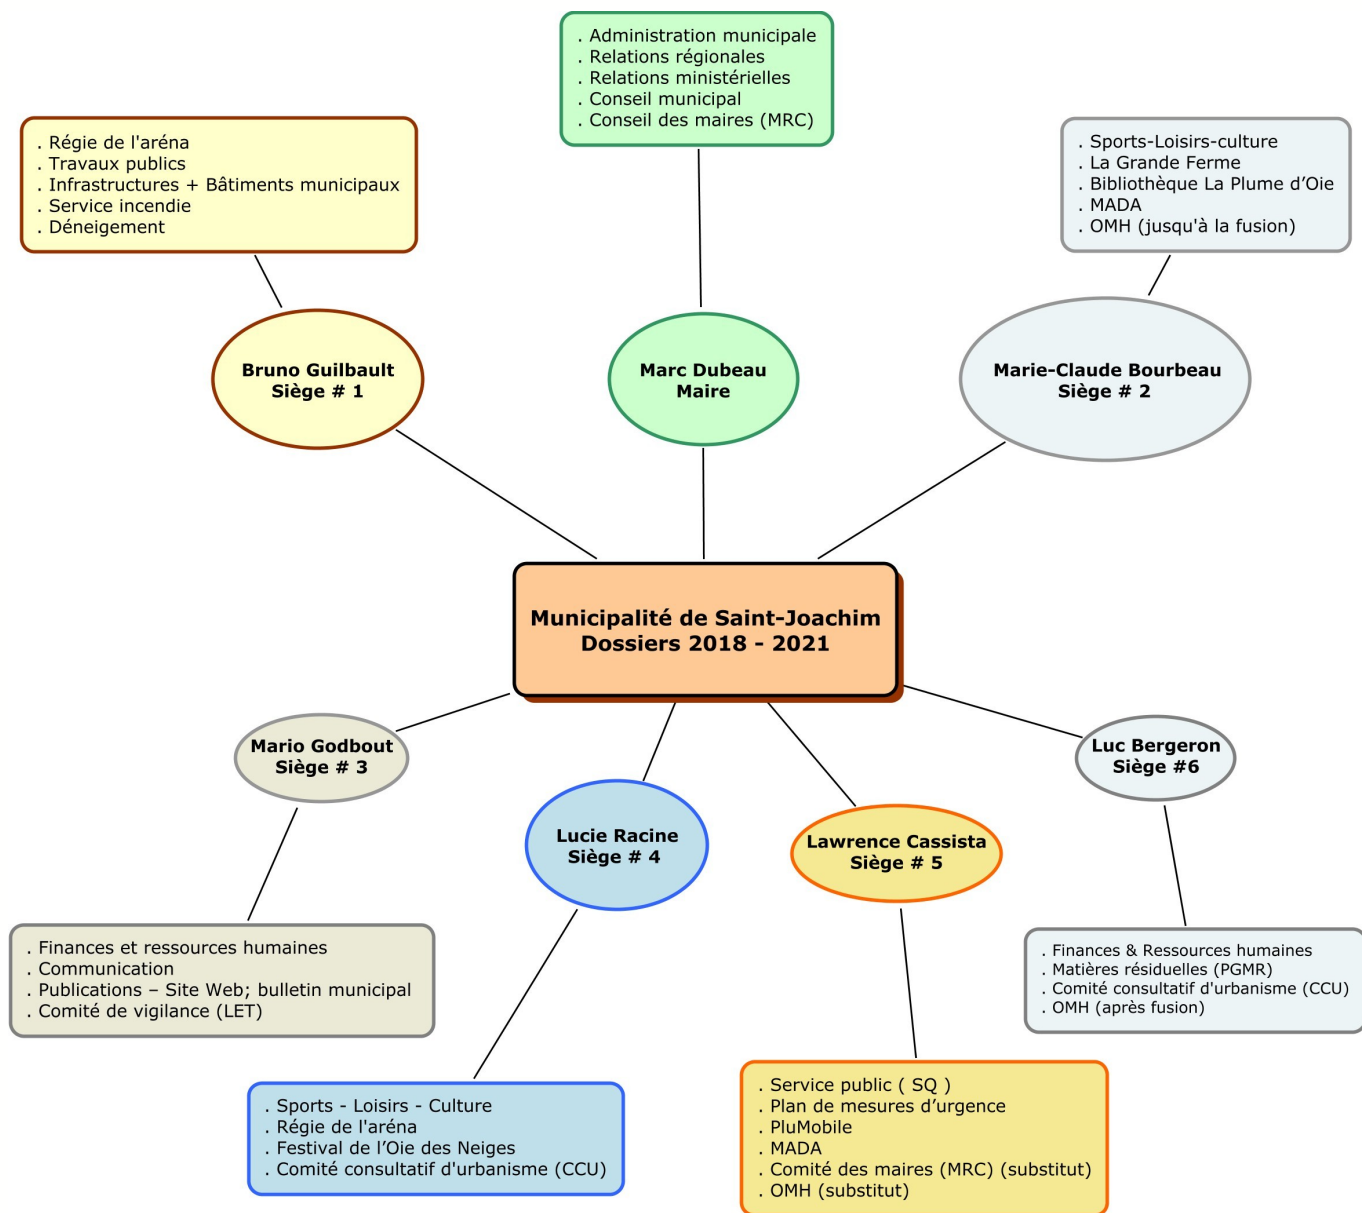 . Administration municipale
. Relations régionales
. Relations ministérielles
. Conseil municipal
. Conseil des maires (MRC)
. Régie de l'aréna
. Travaux publics
. Infrastructures + Bâtiments municipaux
. Service incendie
. Déneigement
. Sports-Loisirs-culture
. La Grande Ferme
. Bibliothèque La Plume d’Oie
. MADA
. OMH (jusqu'à la fusion)
Bruno Guilbault
Siège # 1
Marc Dubeau
Maire
Marie-Claude Bourbeau
Siège # 2
Municipalité de Saint-Joachim
Dossiers 2018 - 2021
Mario Godbout
Siège # 3
Lucie Racine
Siège # 4
Lawrence Cassista
Siège # 5
Luc Bergeron
Siège #6
. Finances et ressources humaines
. Communication
. Publications – Site Web; bulletin municipal
. Comité de vigilance (LET)
. Sports - Loisirs - Culture
. Régie de l'aréna
. Festival de l’Oie des Neiges
. Comité consultatif d'urbanisme (CCU)
. Service public ( SQ )
. Plan de mesures d’urgence
. PluMobile
. MADA
. Comité des maires (MRC) (substitut)
. OMH (substitut)
. Finances & Ressources humaines
. Matières résiduelles (PGMR)
. Comité consultatif d'urbanisme (CCU)
. OMH (après fusion)